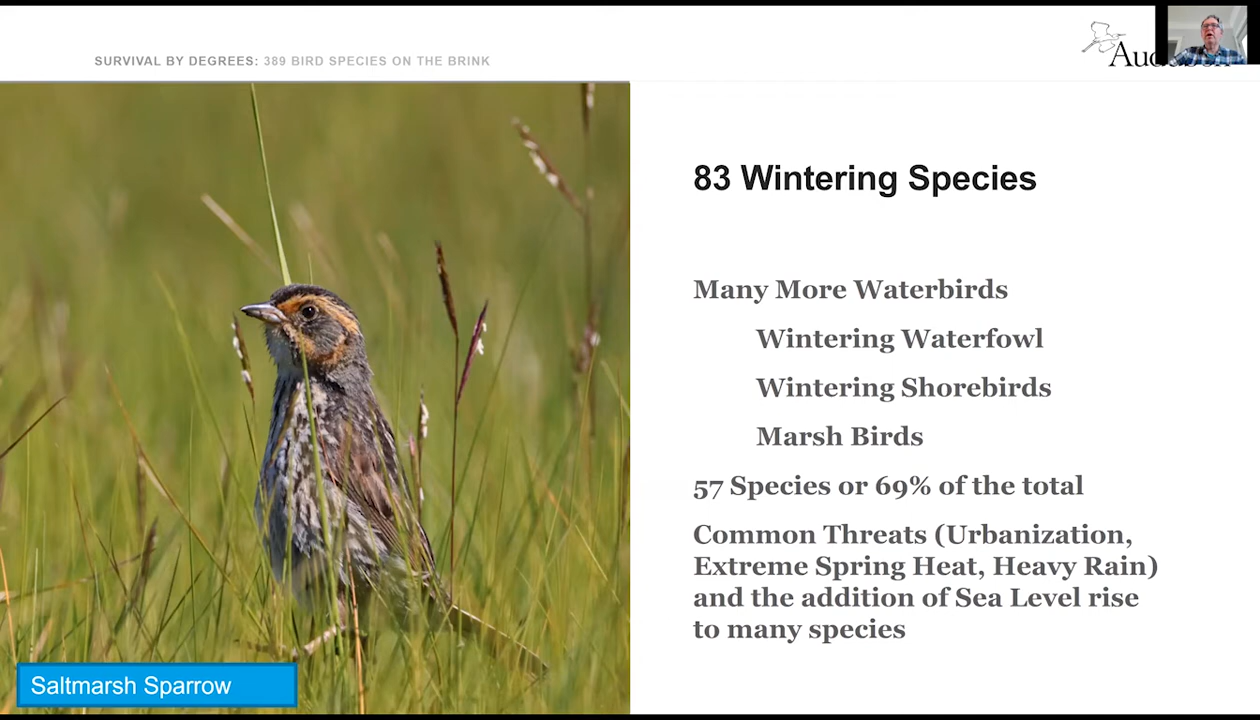 SURVIVAL BY DEGREES: 389 BIRD SPECIES ON THE BRINK
83 Wintering Species
Many More Waterbirds
Wintering Waterfowl
Wintering Shorebirds
Marsh Birds
57 Species or 69% of the total
Common Threats (Urbanization,
Extreme Spring Heat, Heavy Rain)
and the addition of Sea Level rise
to many species
Saltmarsh Sparrow